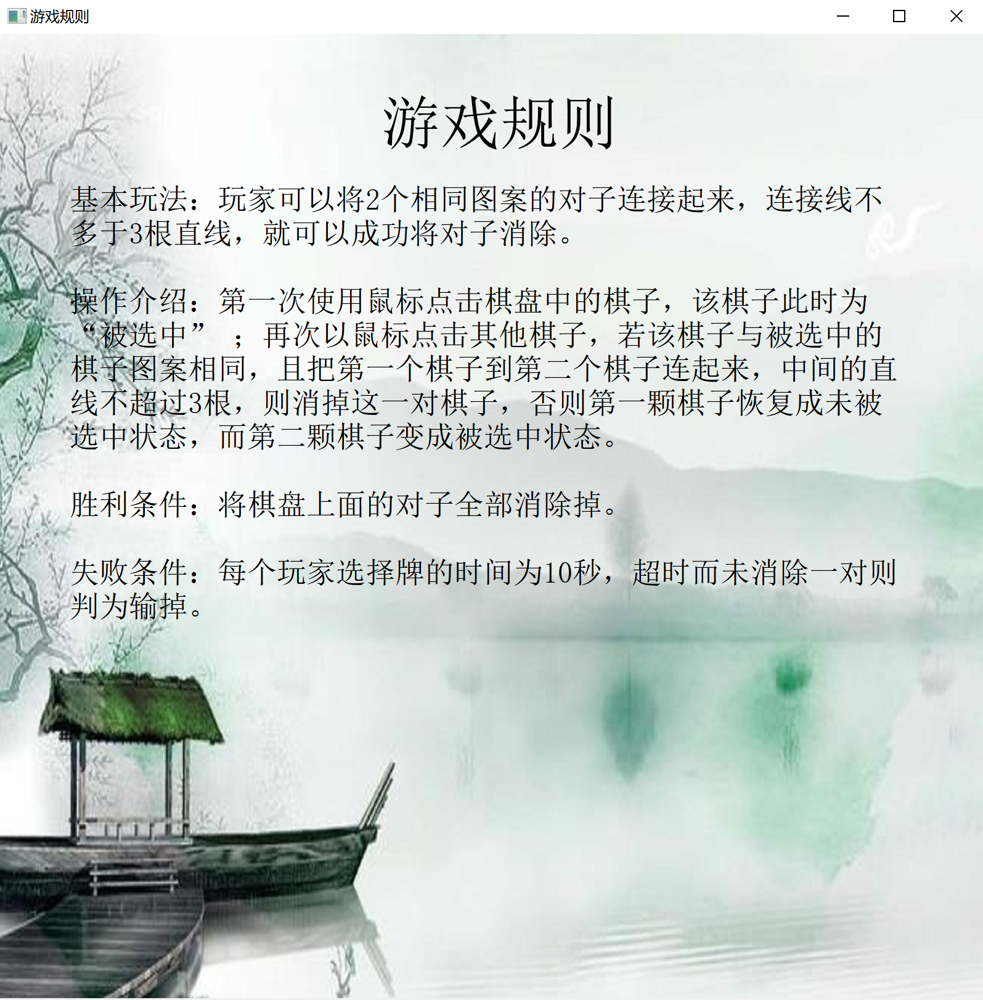 游戏规则
游戏规则
基本玩法：玩家可以将2个相同图案的对子连接起来，连接线不
多于3根直线，就可以成功将对子消除。
操作介绍：第一次使用鼠标点击棋盘中的棋子，该棋子此时为
“被选中” ；再次以鼠标点击其他棋子，若该棋子与被选中的
棋子图案相同，且把第一个棋子到第二个棋子连起来，中间的直
线不超过3根，则消掉这一对棋子，否则第一颗棋子恢复成未被
选中状态，而第二颗棋子变成被选中状态。
胜利条件：将棋盘上面的对子全部消除掉。
失败条件：每个玩家选择牌的时间为10秒，超时而未消除一对则
判为输掉。